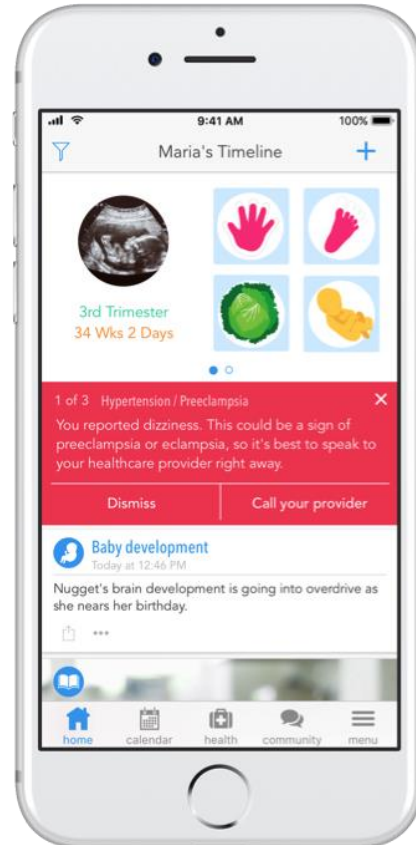 9:41 AM
100%
Maria's Timeline
3rd Trimester
34 Wks 2 Days
1 of 3 Hypertension / Preeclampsia
You reported dizziness. This could be a sign of
preeclampsia or eclampsia, so it's best to speak to
your healthcare provider right away.
Dismiss
Call your provider
Baby development
Today at 12:46 PM
Nugget's brain development is going into overdrive as
she nears her birthday.
home
calendar
health
community
menu